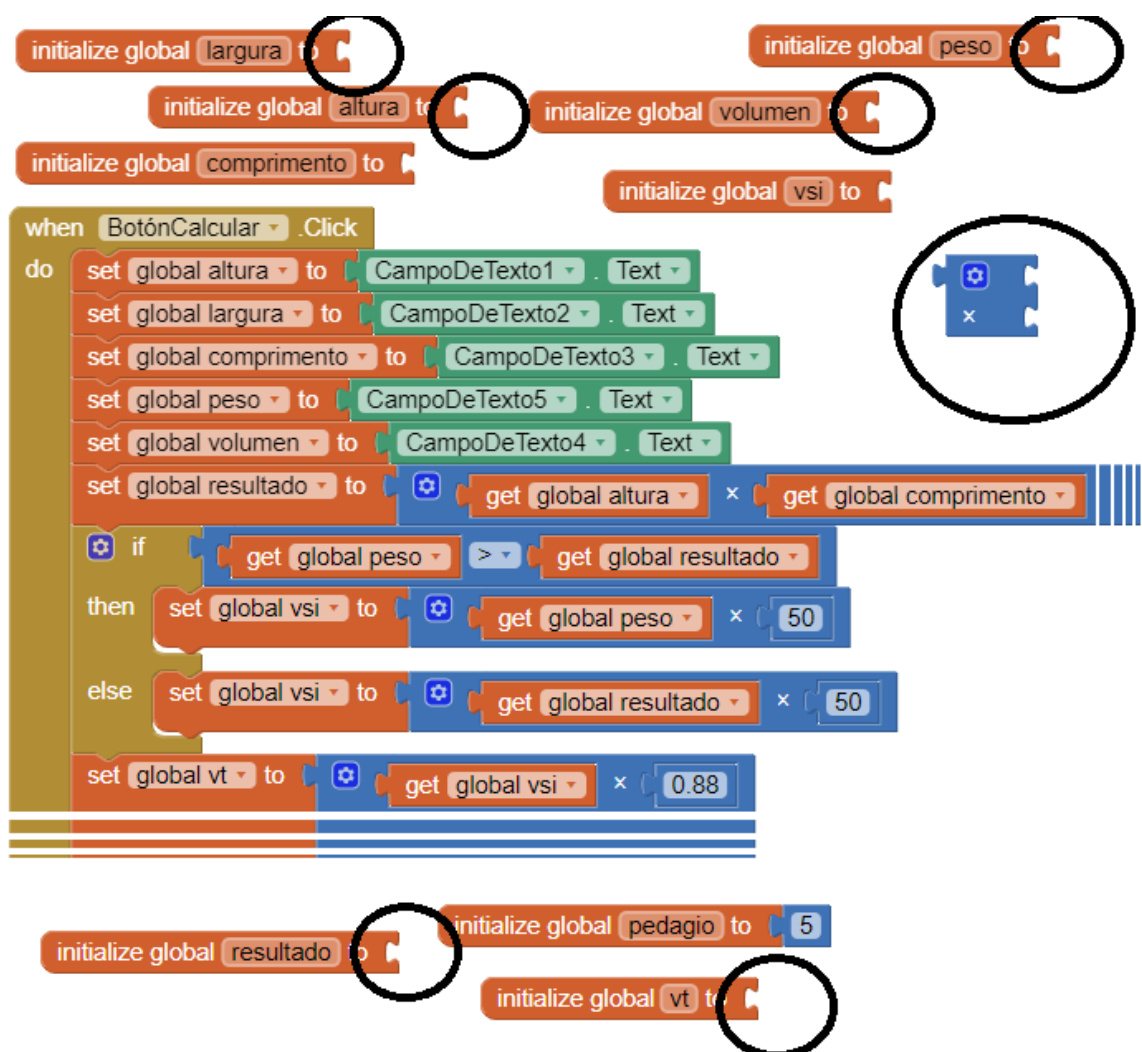 initialize global largura to
initialize global peso to
initialize global altura to
initialize global volumen to
initialize global comprimento to
initialize global vsi to
when BotónCalcular .Click
do set global altura to CampoDeTexto1 . Text
set global largura to CampoDeTexto2 . Text
set global comprimento to CampoDeTexto3 . Text
set global peso to CampoDeTexto5 . Text
set global volumen to CampoDeTexto4 . Text
×
set global resultado to get global altura × get global comprimento
if get global peso > get global resultado
then set global vsi to get global peso × 50
else set global vsi to get global resultado × 50
set global vt to get global vsi × 0.88
initialize global pedagio to 5
initialize global resultado to
initialize global vt to